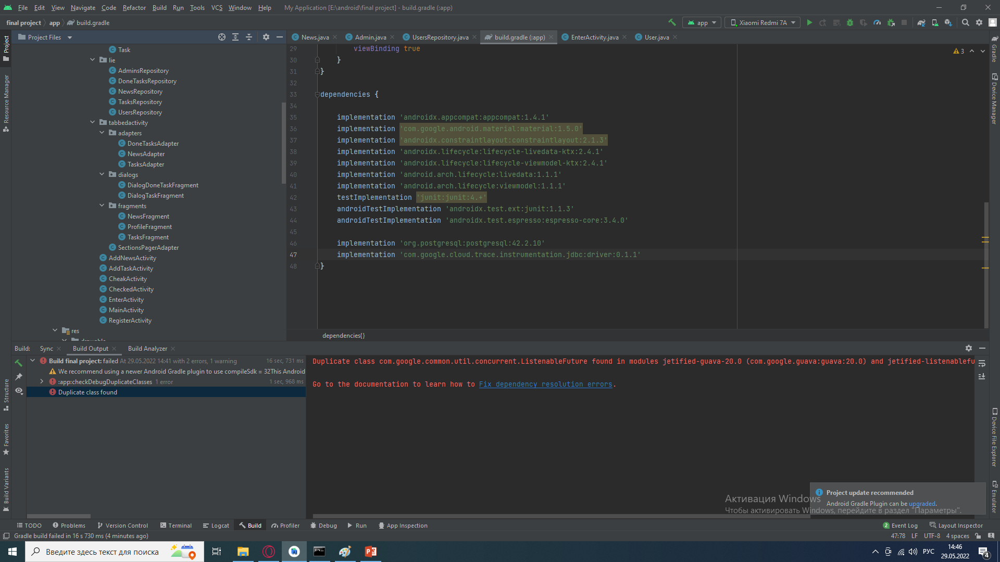 File Edit View Navigate Code Refactor Build Run Tools VCS Window Help My Application [E:\android\final project] - build.gradle (:app)
final project app build.gradle
app Xiaomi Redmi 7A
Project Files
News.java Admin.java UsersRepository.java build.gradle (:app) EnterActivity.java User.java
Project
Resource Manager
Structure
Favorites
Build Variants
Task
lie
AdminsRepository
DoneTasksRepository
NewsRepository
TasksRepository
UsersRepository
tabbedactivity
adapters
DoneTasksAdapter
NewsAdapter
TasksAdapter
dialogs
DialogDoneTaskFragment
DialogTaskFragment
fragments
NewsFragment
ProfileFragment
TasksFragment
SectionsPagerAdapter
AddNewsActivity
AddTaskActivity
CheakActivity
CheckedActivity
EnterActivity
MainActivity
RegisterActivity
res
drawable
3
29 viewBinding true
30 }
31 }
32
33 dependencies {
34
35 implementation 'androidx.appcompat:appcompat:1.4.1'
36 implementation 'com.google.android.material:material:1.5.0'
37 implementation 'androidx.constraintlayout:constraintlayout:2.1.3'
38 implementation 'androidx.lifecycle:lifecycle-livedata-ktx:2.4.1'
39 implementation 'androidx.lifecycle:lifecycle-viewmodel-ktx:2.4.1'
40 implementation 'android.arch.lifecycle:livedata:1.1.1'
41 implementation 'android.arch.lifecycle:viewmodel:1.1.1'
42 testImplementation 'junit:junit:4.+'
43 androidTestImplementation 'androidx.test.ext:junit:1.1.3'
44 androidTestImplementation 'androidx.test.espresso:espresso-core:3.4.0'
45
46 implementation 'org.postgresql:postgresql:42.2.10'
47 implementation 'com.google.cloud.trace.instrumentation.jdbc:driver:0.1.1'
48 }
dependencies{}
Gradle
Device Manager
Device File Explorer
Emulator
Build: Sync Build Output Build Analyzer
Build final project: failed At 29.05.2022 14:41 with 2 errors, 1 warning 16 sec, 731 ms
We recommend using a newer Android Gradle plugin to use compileSdk = 32This Android
:app:checkDebugDuplicateClasses 1 error 1 sec, 968 ms
Duplicate class found
Duplicate class com.google.common.util.concurrent.ListenableFuture found in modules jetified-guava-20.0 (com.google.guava:guava:20.0) and jetified-listenablefu
Go to the documentation to learn how to Fix dependency resolution errors.
Активация Windows
Чтобы активировать Windows, перейдите в раздел "Параметры".
Project update recommended
Android Gradle Plugin can be upgraded.
TODO Problems Version Control Terminal Logcat Build Profiler Debug Run App Inspection 2 Event Log Layout Inspector
Gradle build failed in 16 s 730 ms (4 minutes ago) 47:78 LF UTF-8 4 spaces
Введите здесь текст для поиска
РУС
14:46
29.05.2022
4